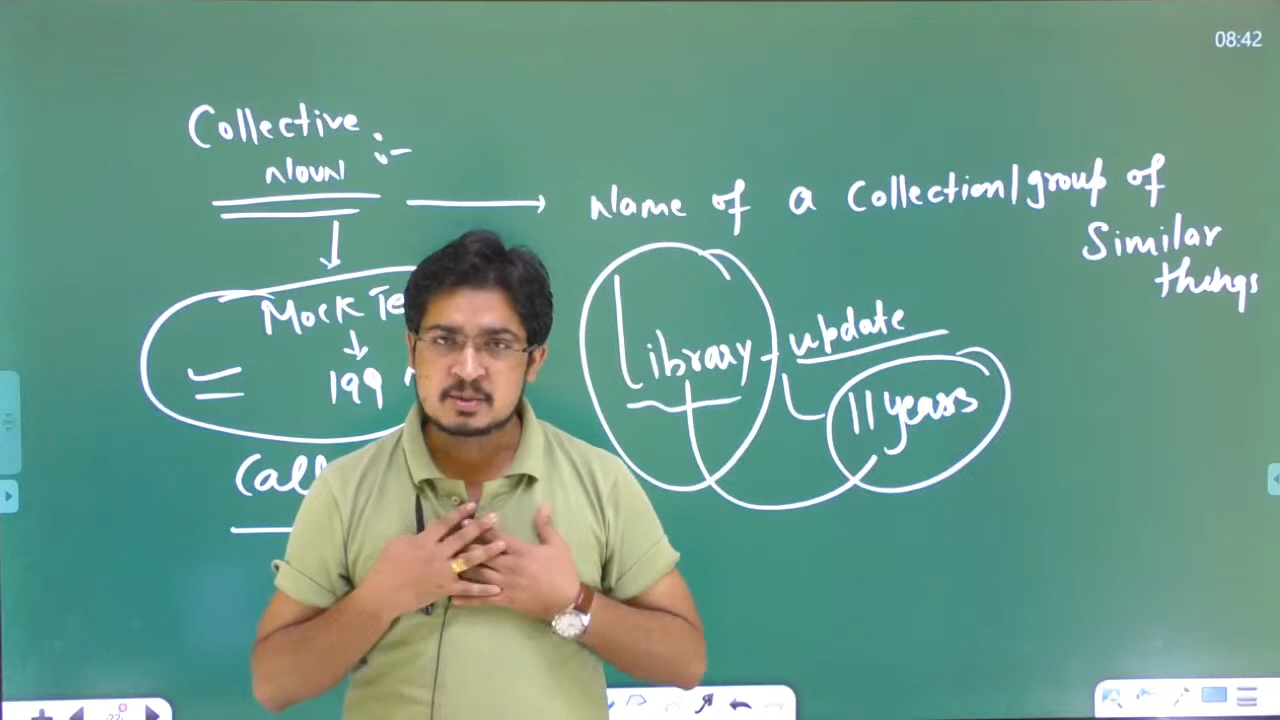 08:42
Collective :-
Noun
Name of a collection/group of
Similar
things
Mock Te
199
Library - update
11 years
Call